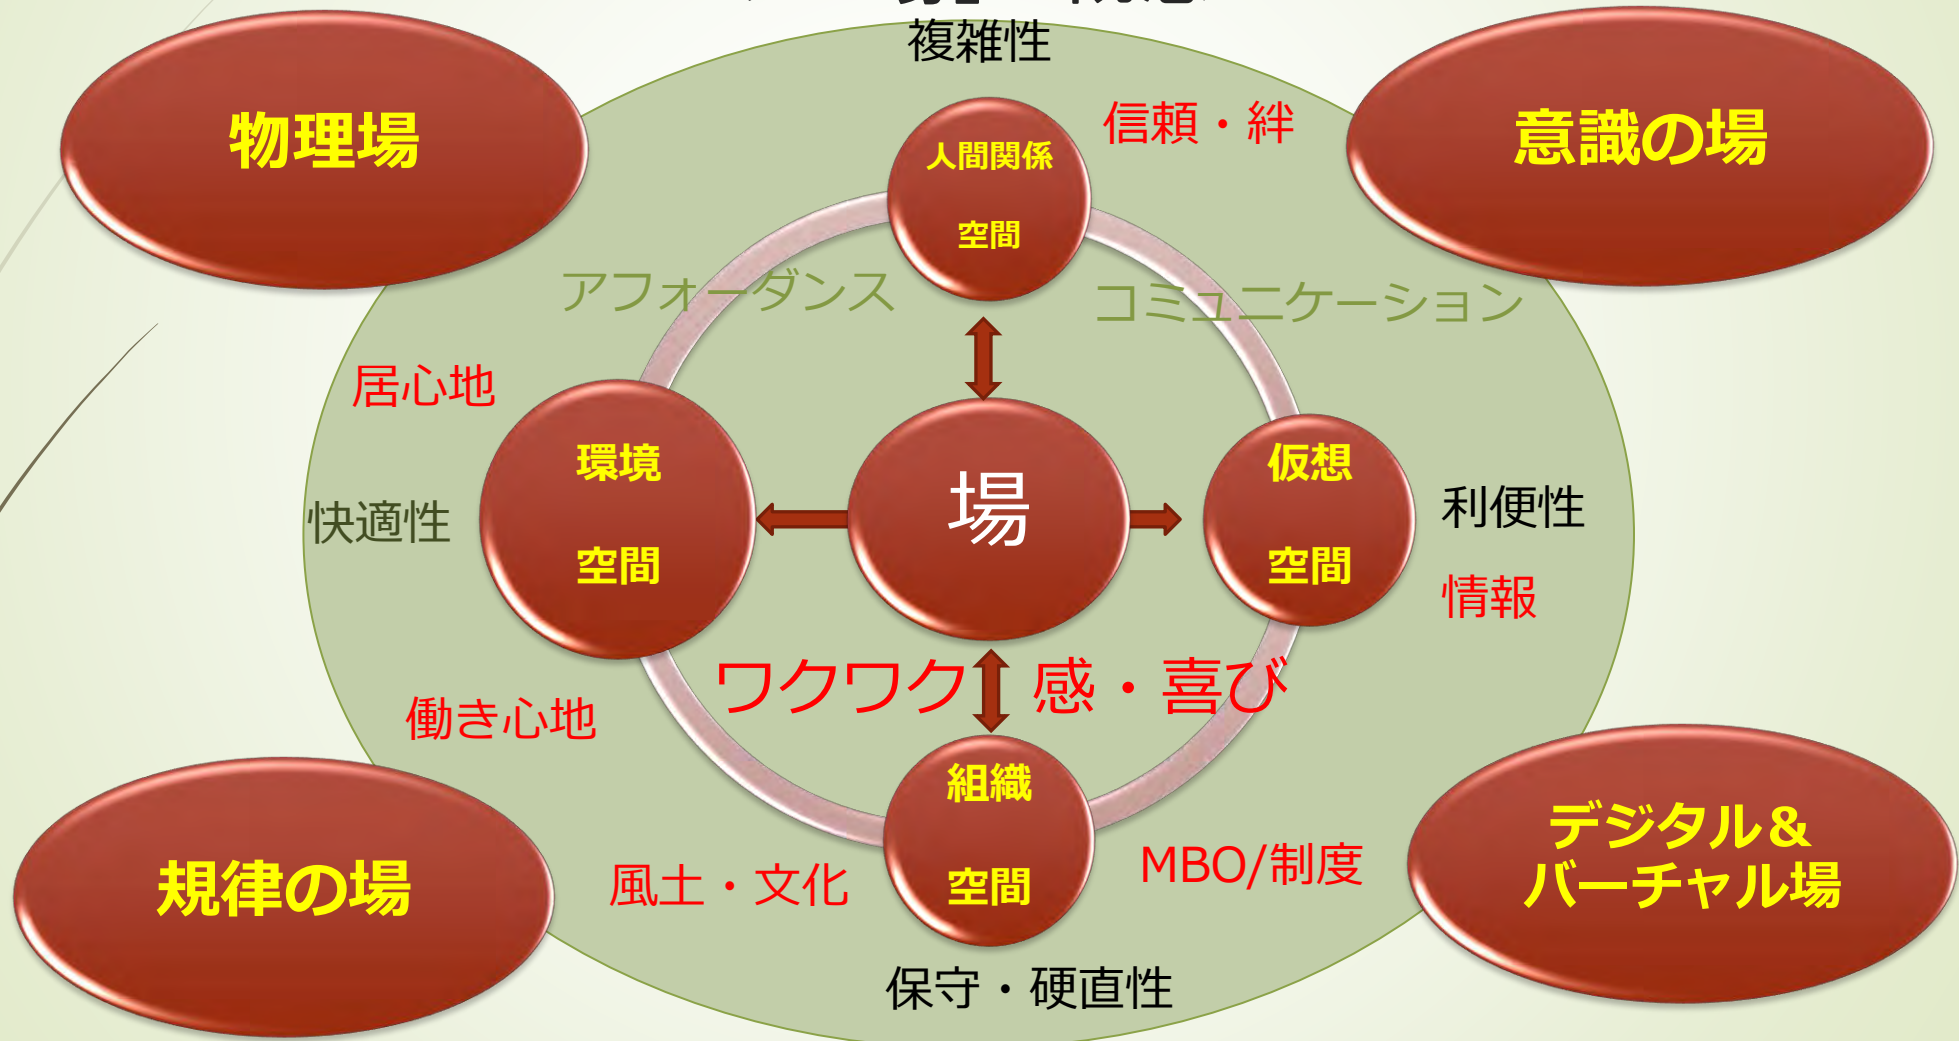 複雑性
物理場
意識の場
人間関係
空間
信頼・絆
アフォーダンス
コミュニケーション
居心地
環境
空間
場
仮想
空間
快適性
利便性
情報
ワクワク 感・喜び
働き心地
組織
空間
風土・文化
MBO/制度
規律の場
デジタル&
バーチャル場
保守・硬直性